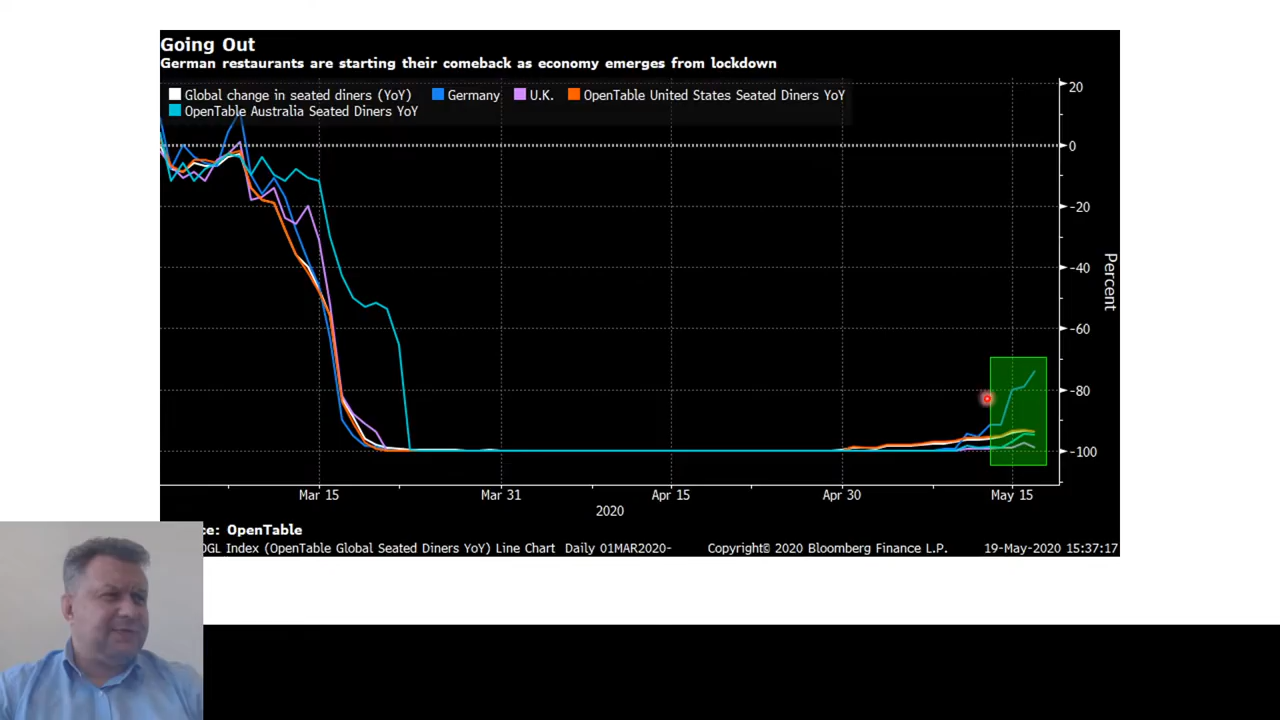 Going Out
German restaurants are starting their comeback as economy emerges from lockdown
Global change in seated diners (YoY) Germany U.K. OpenTable United States Seated Diners YoY
OpenTable Australia Seated Diners YoY
20
0
-20
-40
-60
-80
-100
Percent
Mar 15 Mar 31 Apr 15 Apr 30 May 15
2020
OpenTable
Index (OpenTable Global Seated Diners YoY) Line Chart Daily 01MAR2020- Copyright© 2020 Bloomberg Finance L.P. 19-May-2020 15:37:17